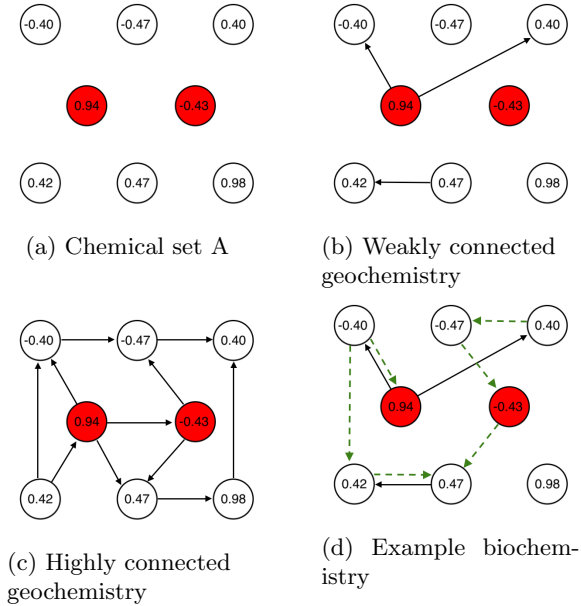 -0.40 -0.47 0.40
0.94 -0.43
0.42 0.47 0.98
(a) Chemical set A
-0.40 -0.47 0.40
0.94 -0.43
0.42 0.47 0.98
(b) Weakly connected
geochemistry
-0.40 -0.47 0.40
0.94 -0.43
0.42 0.47 0.98
(c) Highly connected
geochemistry
-0.40 -0.47 0.40
0.94 -0.43
0.42 0.47 0.98
(d) Example biochem-
istry